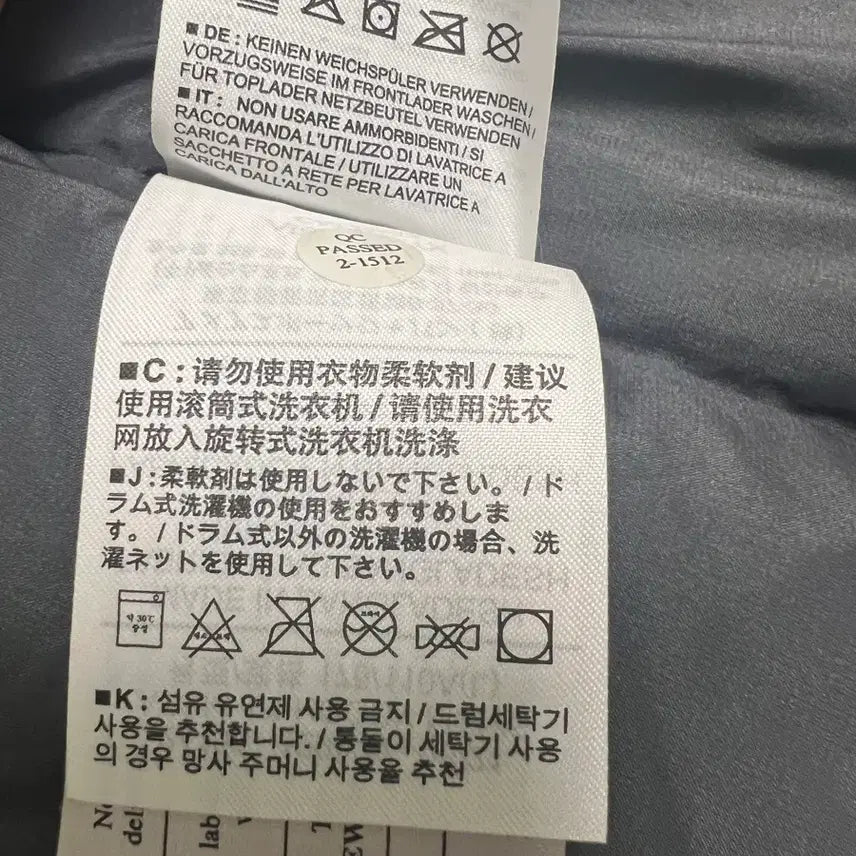 ■ DE : KEINEN WEICHSPÜLER VERWENDEN /
VORZUGSWEISE IM FRONTLADER WASCHEN /
FÜR TOPLADER NETZBEUTEL VERWENDEN
■ IT : NON USARE AMMORBIDENTI / SI
RACCOMANDA L'UTILIZZO DI LAVATRICE A
CARICA FRONTALE / UTILIZZARE UN
SACCHETTO A RETE PER LAVATRICE A
CARICA DALL'ALTO
QC
PASSED
2-1512
■C : 请勿使用衣物柔软剂 / 建议
使用滚筒式洗衣机 / 请使用洗衣
网放入旋转式洗衣机洗涤
■J : 柔軟剤は使用しないで下さい。 / ド
ラム式洗濯機の使用をおすすめしま
す。 / ドラム式以外の洗濯機の場合、洗
濯ネットを使用して下さい。
약 30℃
중성
■K : 섬유 유연제 사용 금지 / 드럼세탁기
사용을 추천합니다. / 통돌이 세탁기 사용
의 경우 망사 주머니 사용을 추천